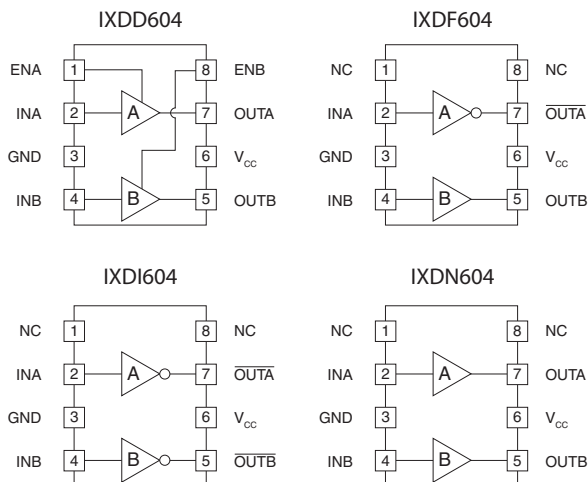 IXDD604
ENA 1 8 ENB
INA 2 A 7 OUTA
GND 3 6 VCC
INB 4 B 5 OUTB
IXDF604
NC 1 8 NC
INA 2 A 7 O̅U̅T̅A̅
GND 3 6 VCC
INB 4 B 5 OUTB
IXDI604
NC 1 8 NC
INA 2 A 7 O̅U̅T̅A̅
GND 3 6 VCC
INB 4 B 5 O̅U̅T̅B̅
IXDN604
NC 1 8 NC
INA 2 A 7 OUTA
GND 3 6 VCC
INB 4 B 5 OUTB